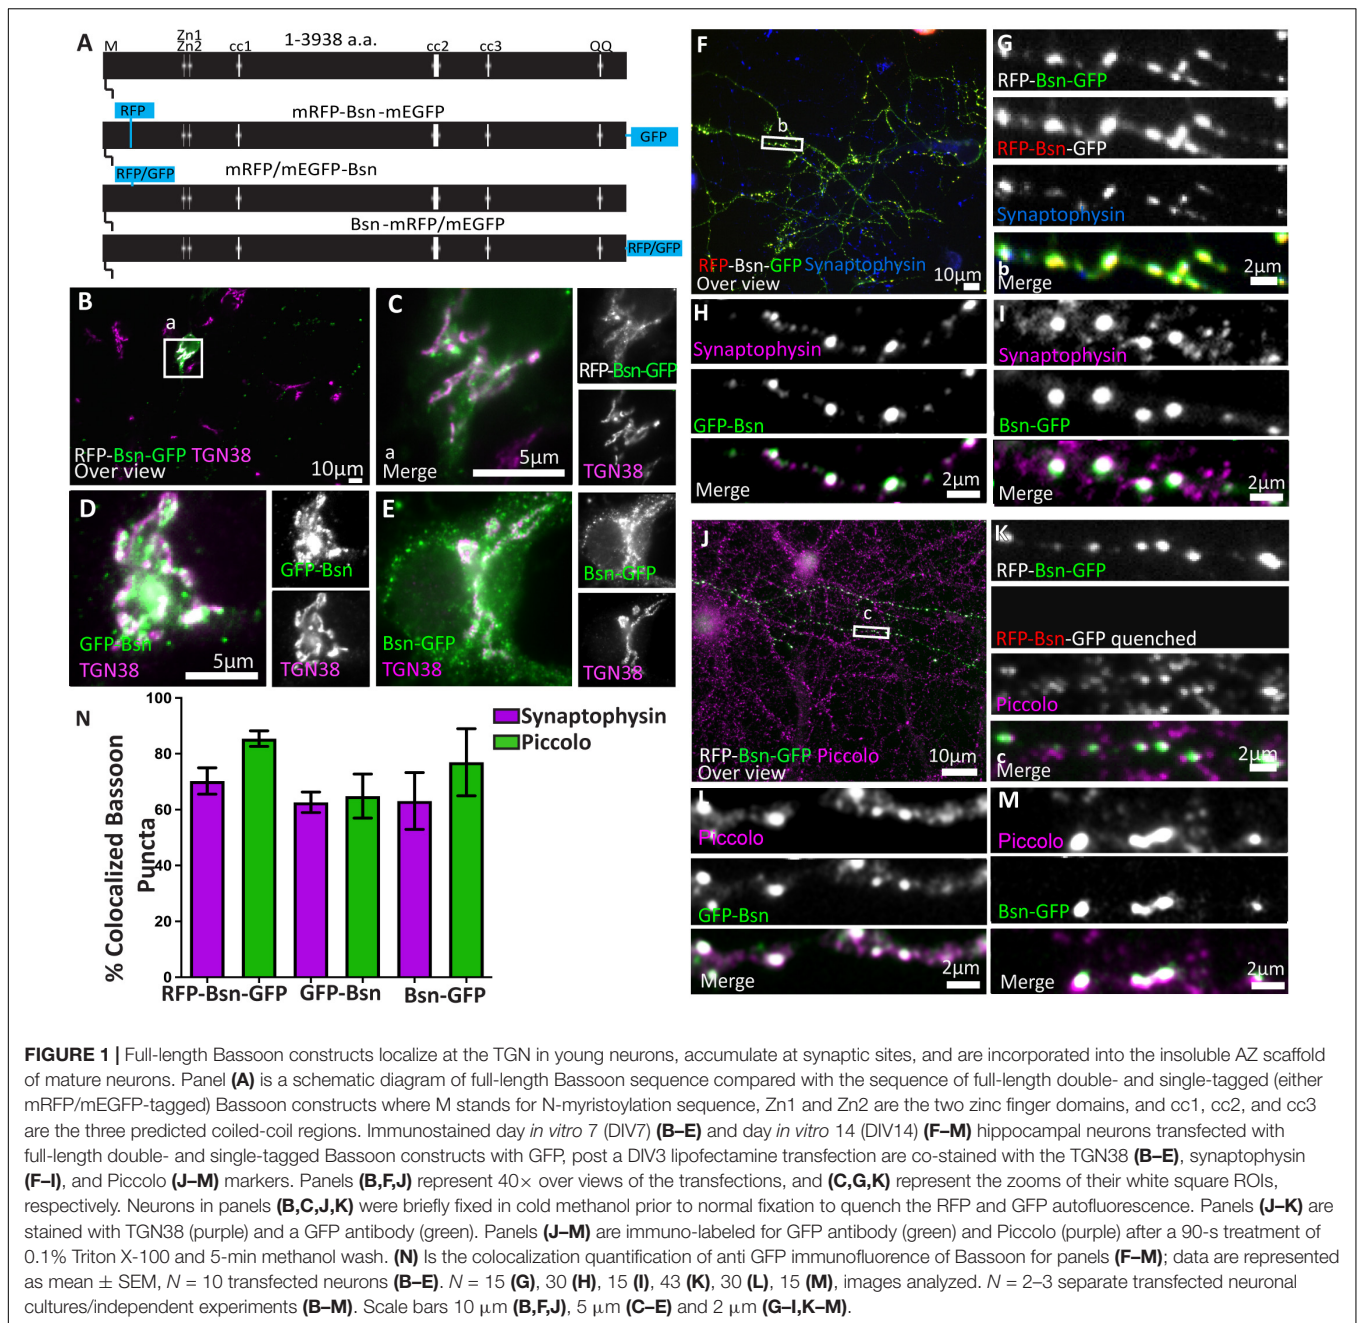 A
M
Zn1
Zn2
cc1
1-3938 a.a.
cc2
cc3
QQ
RFP
mRFP-Bsn-mEGFP
GFP
RFP/GFP
mRFP/mEGFP-Bsn
Bsn-mRFP/mEGFP
RFP/GFP
B
a
RFP-Bsn-GFP TGN38
Over view
10μm
C
a
Merge
5μm
RFP-Bsn-GFP
TGN38
D
GFP-Bsn
TGN38
5μm
GFP-Bsn
TGN38
E
Bsn-GFP
TGN38
Bsn-GFP
TGN38
F
b
RFP-Bsn-GFP Synaptophysin
Over view
10μm
G
RFP-Bsn-GFP
RFP-Bsn-GFP
Synaptophysin
b
Merge
2μm
H
Synaptophysin
GFP-Bsn
Merge
2μm
I
Synaptophysin
Bsn-GFP
Merge
2μm
J
c
RFP-Bsn-GFP Piccolo
Over view
10μm
K
RFP-Bsn-GFP
RFP-Bsn-GFP quenched
Piccolo
c
Merge
2μm
L
Piccolo
GFP-Bsn
Merge
2μm
M
Piccolo
Bsn-GFP
Merge
2μm
N
Synaptophysin
Piccolo
% Colocalized Bassoon
Puncta
100
80
60
40
20
0
RFP-Bsn-GFP
GFP-Bsn
Bsn-GFP
FIGURE 1 | Full-length Bassoon constructs localize at the TGN in young neurons, accumulate at synaptic sites, and are incorporated into the insoluble AZ scaffold
of mature neurons. Panel (A) is a schematic diagram of full-length Bassoon sequence compared with the sequence of full-length double- and single-tagged (either
mRFP/mEGFP-tagged) Bassoon constructs where M stands for N-myristoylation sequence, Zn1 and Zn2 are the two zinc finger domains, and cc1, cc2, and cc3
are the three predicted coiled-coil regions. Immunostained day in vitro 7 (DIV7) (B–E) and day in vitro 14 (DIV14) (F–M) hippocampal neurons transfected with
full-length double- and single-tagged Bassoon constructs with GFP, post a DIV3 lipofectamine transfection are co-stained with the TGN38 (B–E), synaptophysin
(F–I), and Piccolo (J–M) markers. Panels (B,F,J) represent 40× over views of the transfections, and (C,G,K) represent the zooms of their white square ROIs,
respectively. Neurons in panels (B,C,J,K) were briefly fixed in cold methanol prior to normal fixation to quench the RFP and GFP autofluorescence. Panels (J–K) are
stained with TGN38 (purple) and a GFP antibody (green). Panels (J–M) are immuno-labeled for GFP antibody (green) and Piccolo (purple) after a 90-s treatment of
0.1% Triton X-100 and 5-min methanol wash. (N) Is the colocalization quantification of anti GFP immunofluorence of Bassoon for panels (F–M); data are represented
as mean ± SEM, N = 10 transfected neurons (B–E). N = 15 (G), 30 (H), 15 (I), 43 (K), 30 (L), 15 (M), images analyzed. N = 2–3 separate transfected neuronal
cultures/independent experiments (B–M). Scale bars 10 μm (B,F,J), 5 μm (C–E) and 2 μm (G–I,K–M).